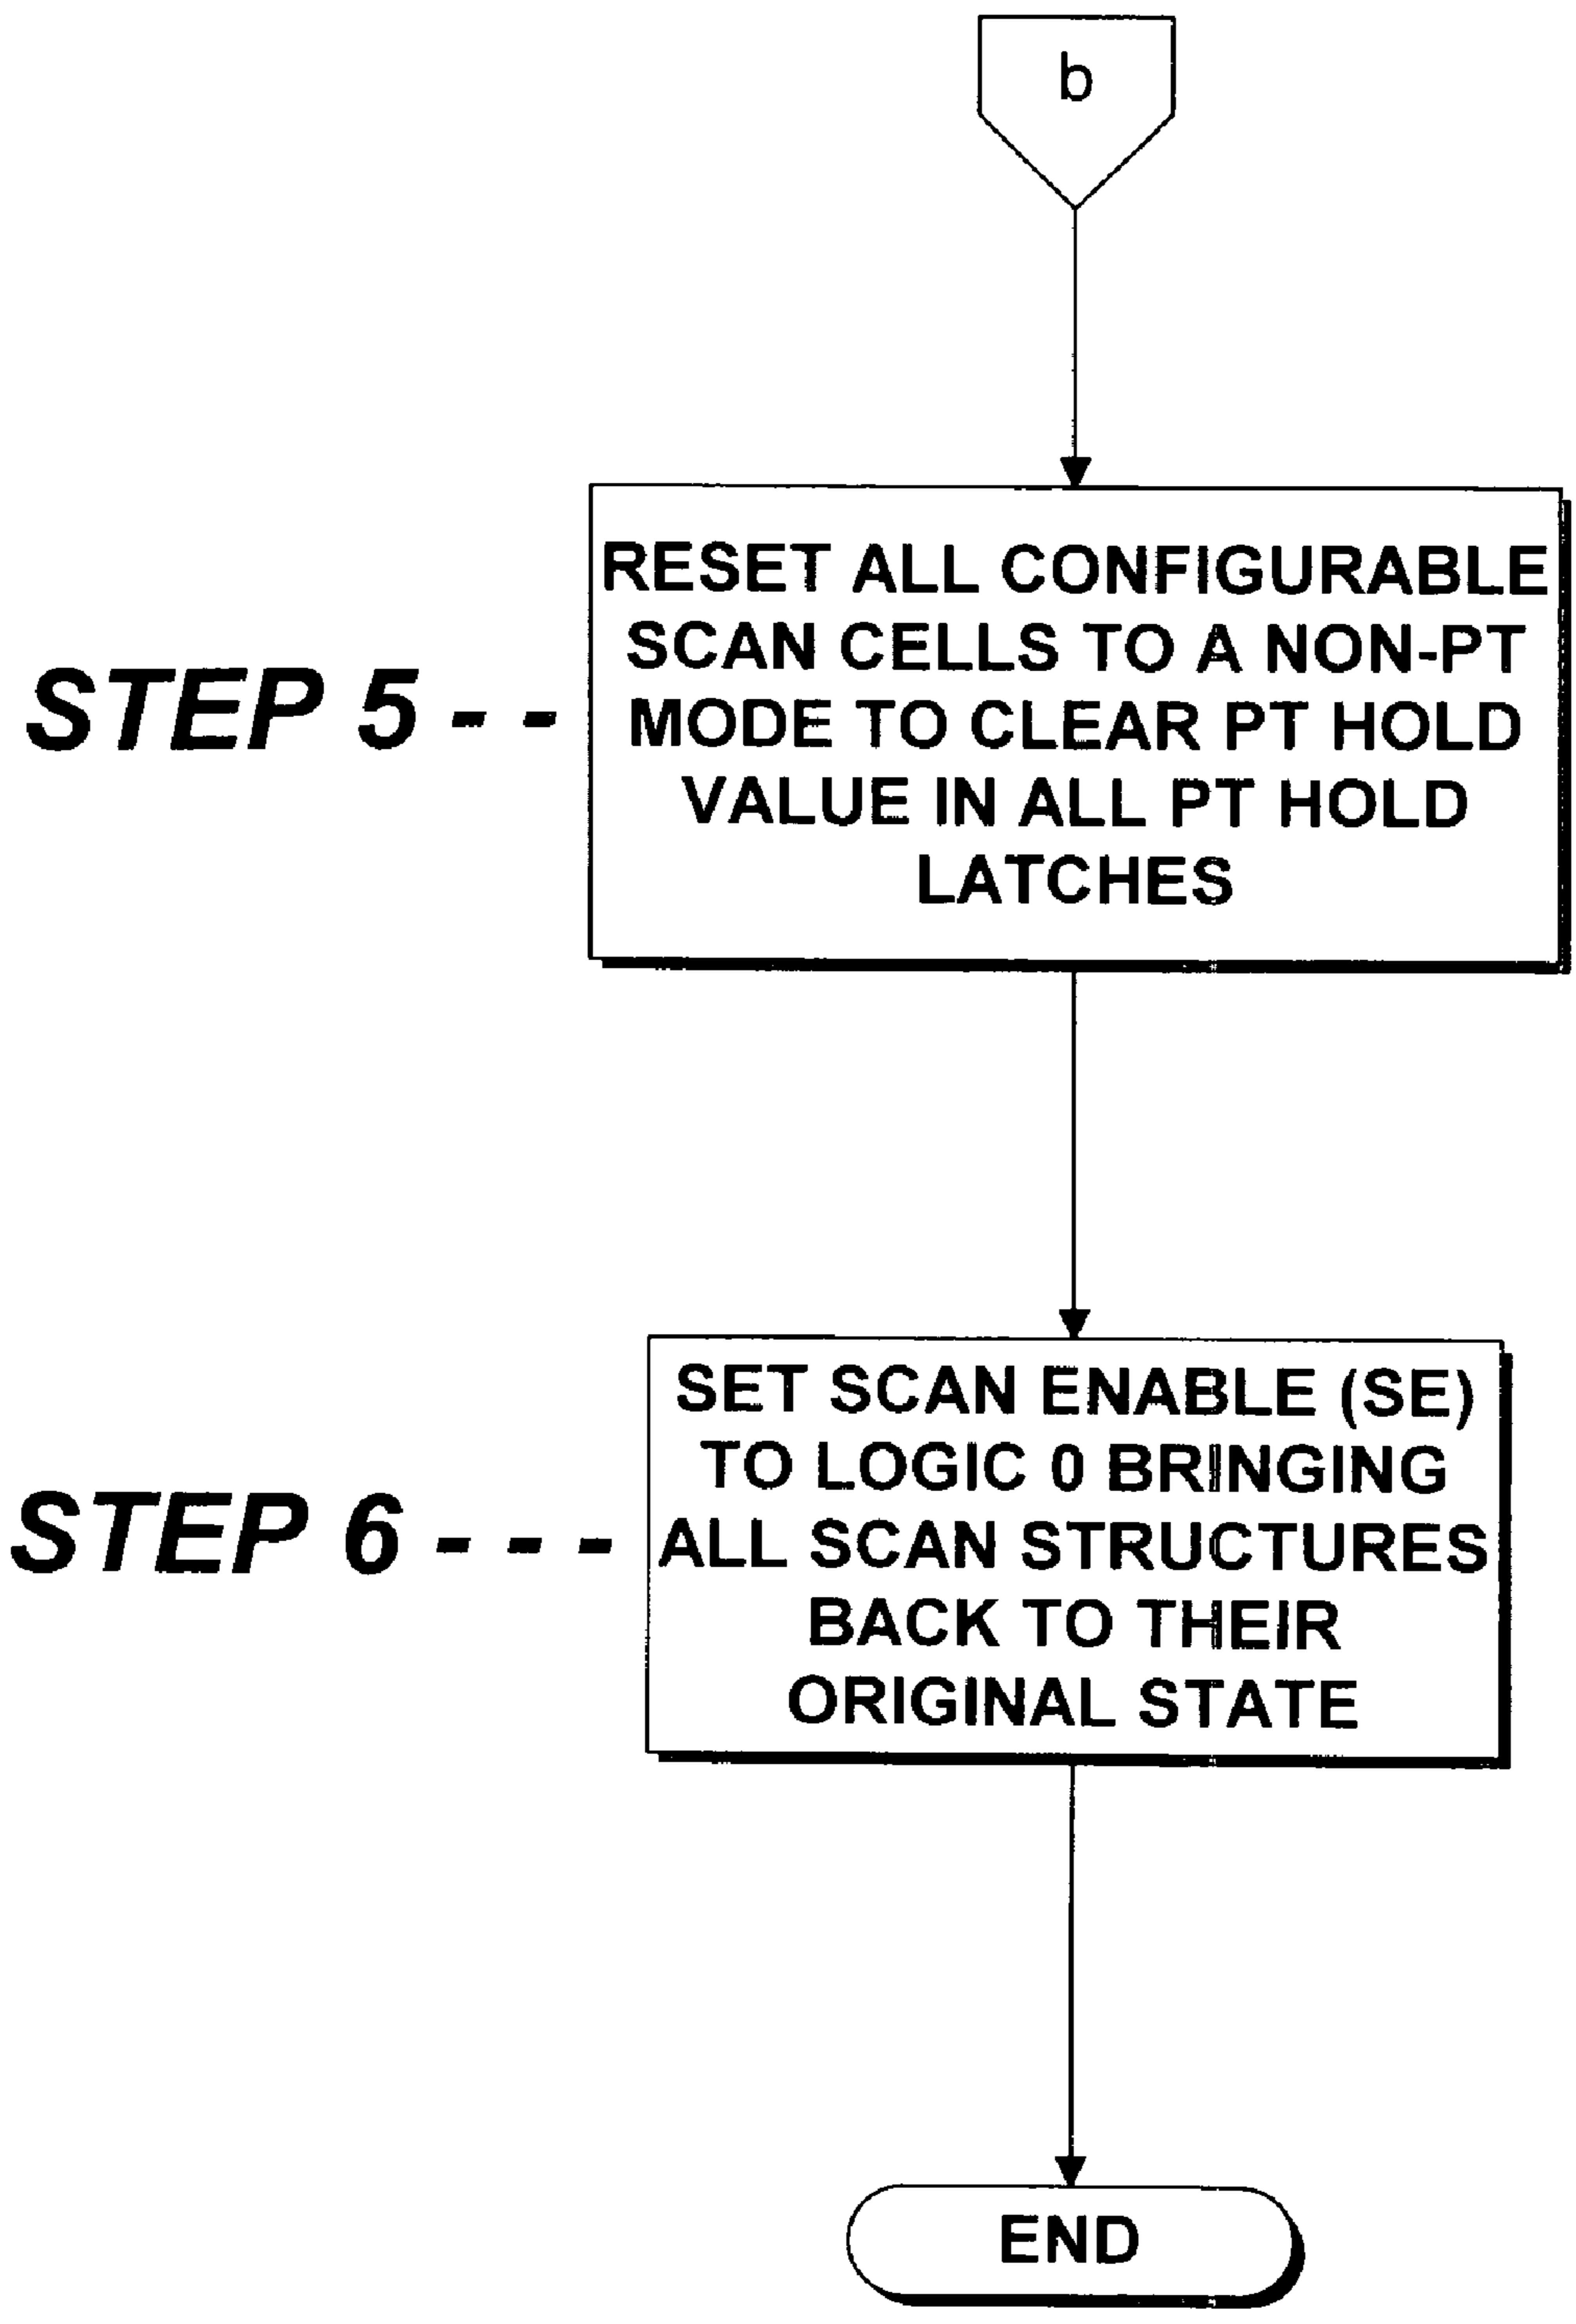 b
RESET ALL CONFIGURABLE
SCAN CELLS TO A NON-PT
STEP 5 - -
MODE TO CLEAR PT HOLD
VALUE IN ALL PT HOLD
LATCHES
SET SCAN ENABLE (SE)
TO LOGIC 0 BRINGING
STEP 6 - - -
ALL SCAN STRUCTURES
BACK TO THEIR
ORIGINAL STATE
END